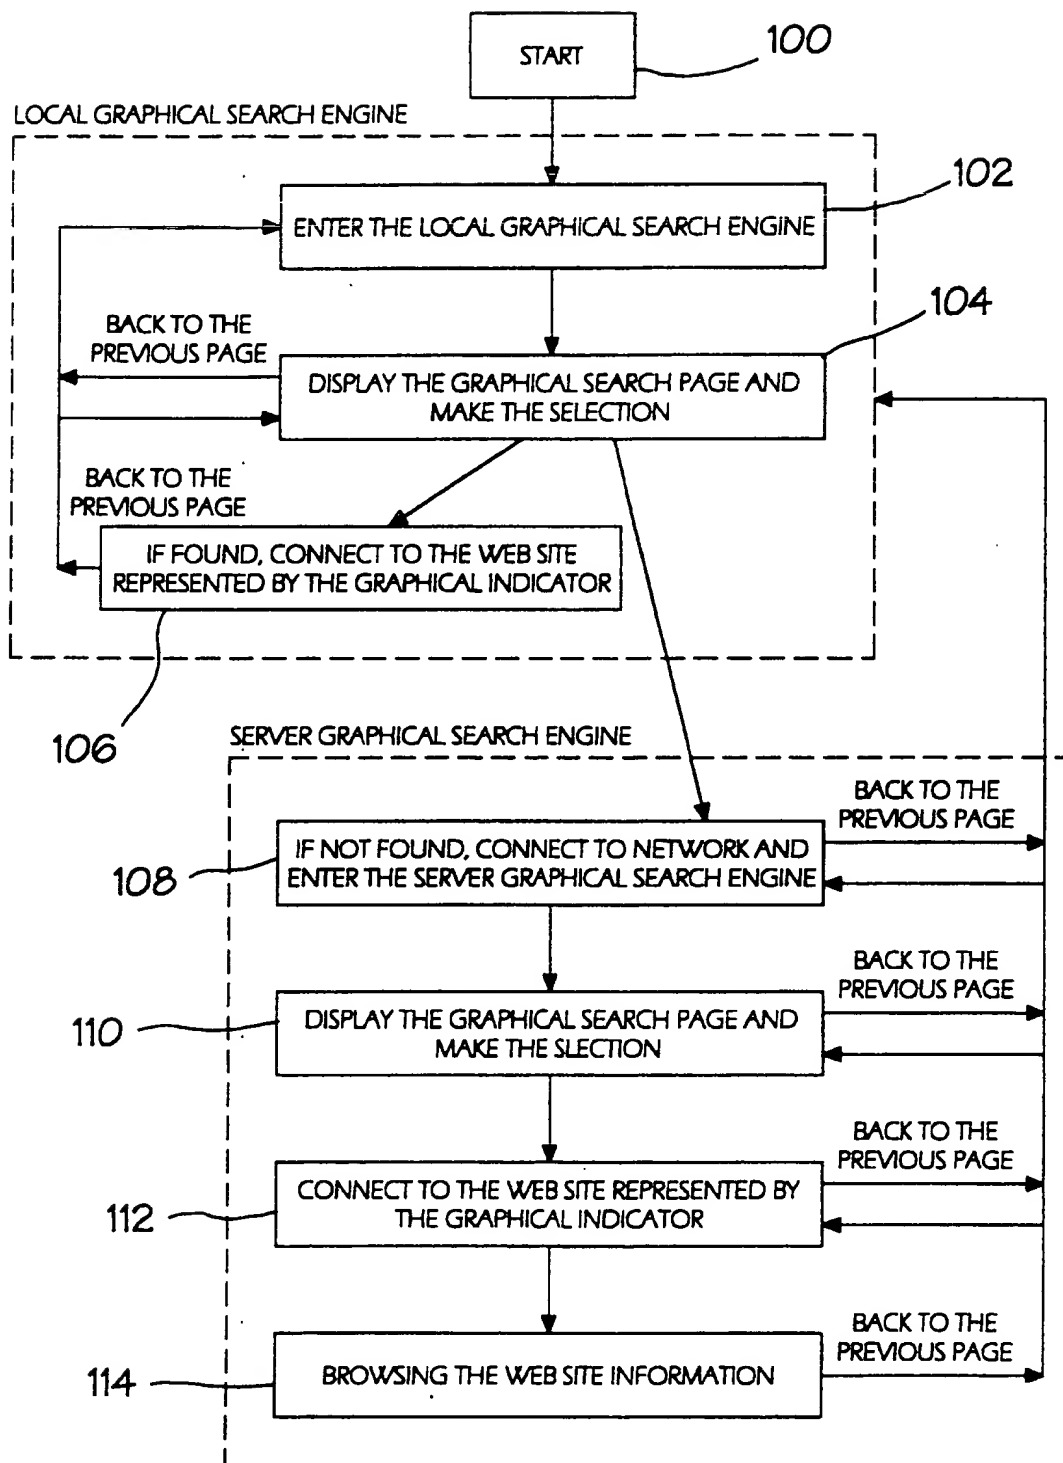 START
100
LOCAL GRAPHICAL SEARCH ENGINE
102
ENTER THE LOCAL GRAPHICAL SEARCH ENGINE
104
BACK TO THE
PREVIOUS PAGE
DISPLAY THE GRAPHICAL SEARCH PAGE AND
MAKE THE SELECTION
BACK TO THE
PREVIOUS PAGE
IF FOUND, CONNECT TO THE WEB SITE
REPRESENTED BY THE GRAPHICAL INDICATOR
106
SERVER GRAPHICAL SEARCH ENGINE
BACK TO THE
PREVIOUS PAGE
108
IF NOT FOUND, CONNECT TO NETWORK AND
ENTER THE SERVER GRAPHICAL SEARCH ENGINE
BACK TO THE
PREVIOUS PAGE
110
DISPLAY THE GRAPHICAL SEARCH PAGE AND
MAKE THE SLECTION
BACK TO THE
PREVIOUS PAGE
112
CONNECT TO THE WEB SITE REPRESENTED BY
THE GRAPHICAL INDICATOR
BACK TO THE
PREVIOUS PAGE
114
BROWSING THE WEB SITE INFORMATION